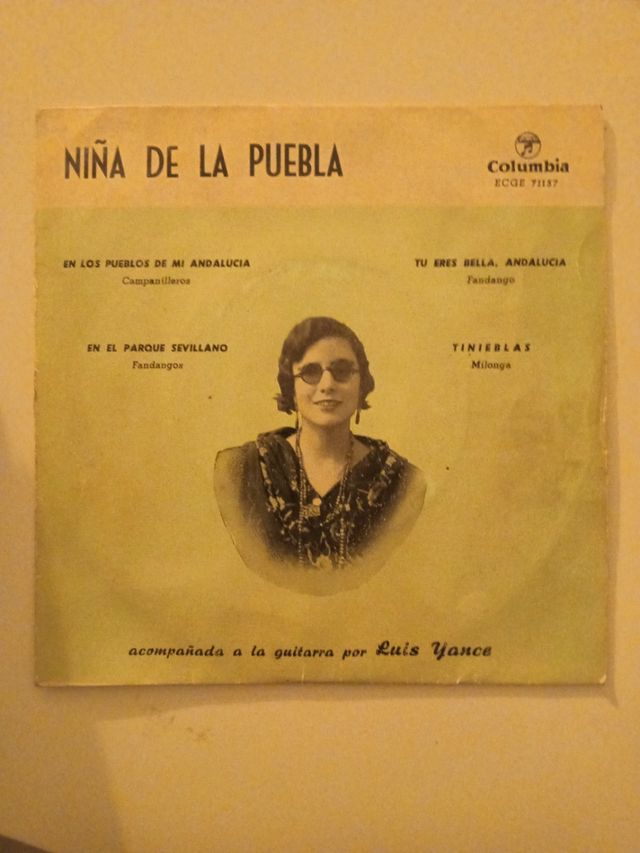 NIÑA DE LA PUEBLA
Columbia
ECGE 71157
EN LOS PUEBLOS DE MI ANDALUCIA
Campanilleros
TU ERES BELLA, ANDALUCIA
Fandango
EN EL PARQUE SEVILLANO
Fandangos
TINIEBLAS
Milonga
acompañada a la guitarra por Luis Yance